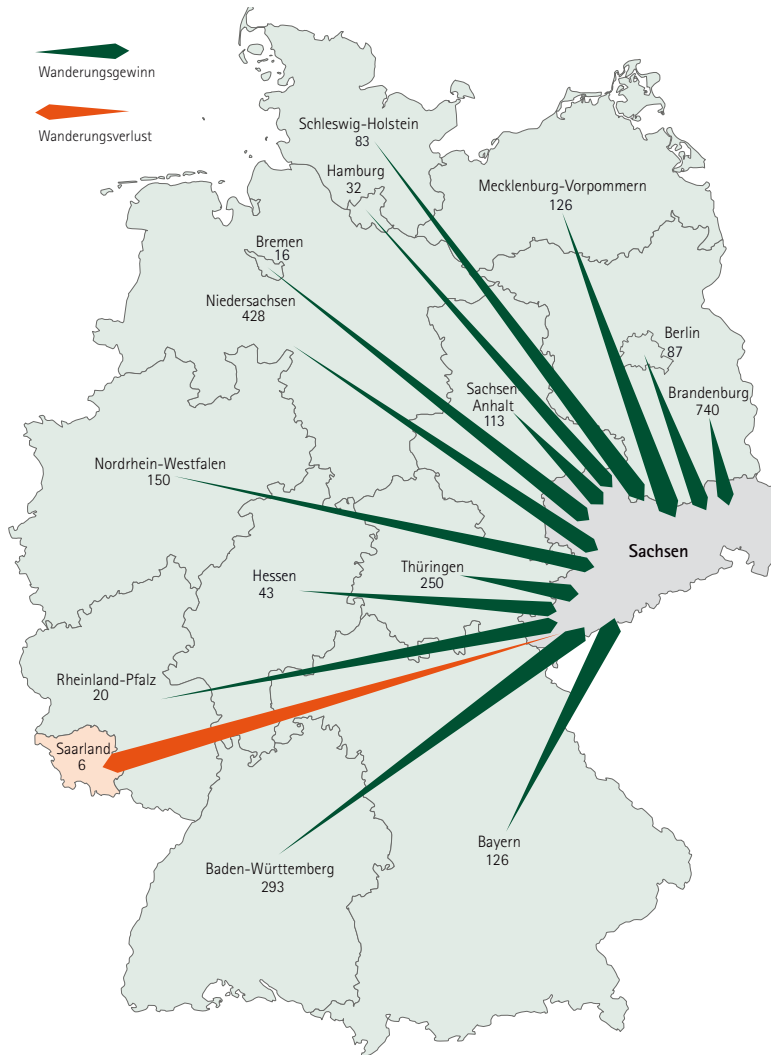 Wanderungsgewinn
Wanderungsverlust
Schleswig-Holstein
83
Hamburg
32
Mecklenburg-Vorpommern
126
Bremen
16
Niedersachsen
428
Berlin
87
Sachsen
Anhalt
113
Brandenburg
740
Nordrhein-Westfalen
150
Sachsen
Thüringen
250
Hessen
43
Rheinland-Pfalz
20
Saarland
6
Bayern
126
Baden-Württemberg
293